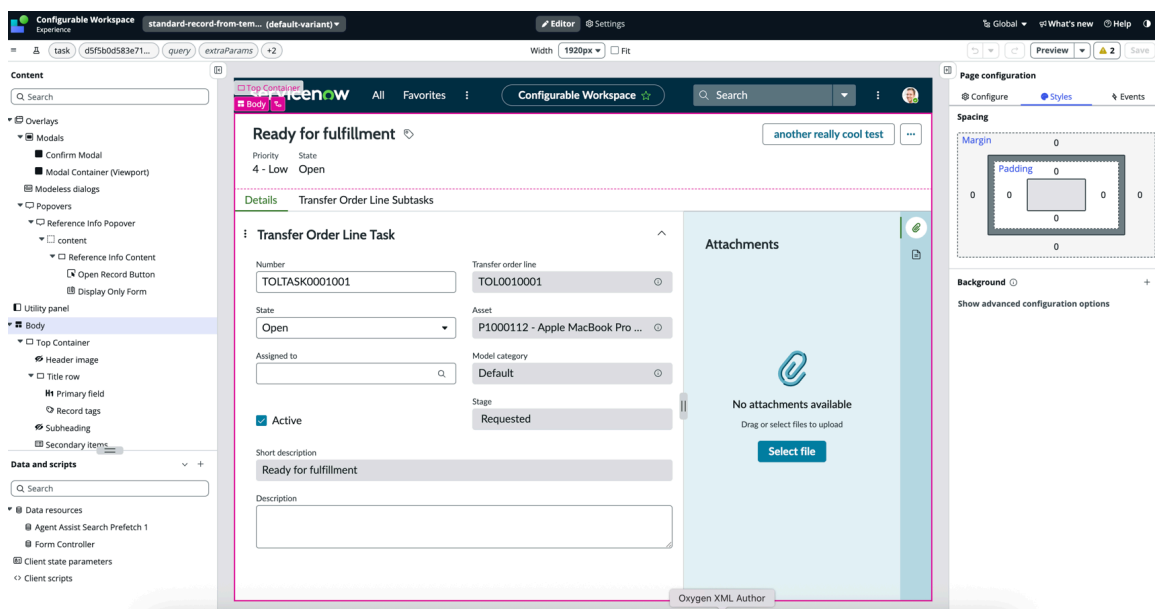 Configurable Workspace
Experience
standard-record-from-tem... (default-variant)
Editor
Settings
Global
What's new
Help
task
d5f5b0d583e71...
query
extraParams
+2
Width
1920px
Fit
Preview
2
Save
Content
Search
Overlays
Modals
Confirm Modal
Modal Container (Viewport)
Modeless dialogs
Popovers
Reference Info Popover
content
Reference Info Content
Open Record Button
Display Only Form
Utility panel
Body
Top Container
Header image
Title row
H1 Primary field
Record tags
Subheading
Secondary items
Data and scripts
Search
Data resources
Agent Assist Search Prefetch 1
Form Controller
Client state parameters
Client scripts
Top Container
Body
servicenow
All
Favorites
Configurable Workspace
Search
Ready for fulfillment
another really cool test
Priority
State
4 - Low
Open
Details
Transfer Order Line Subtasks
Transfer Order Line Task
Number
TOLTASK0001001
Transfer order line
TOL0010001
State
Open
Asset
P1000112 - Apple MacBook Pro ...
Assigned to
Model category
Default
Stage
Requested
Active
Short description
Ready for fulfillment
Description
Attachments
No attachments available
Drag or select files to upload
Select file
Oxygen XML Author
Page configuration
Configure
Styles
Events
Spacing
Margin
0
Padding
0
0
0
0
0
0
0
Background
Show advanced configuration options